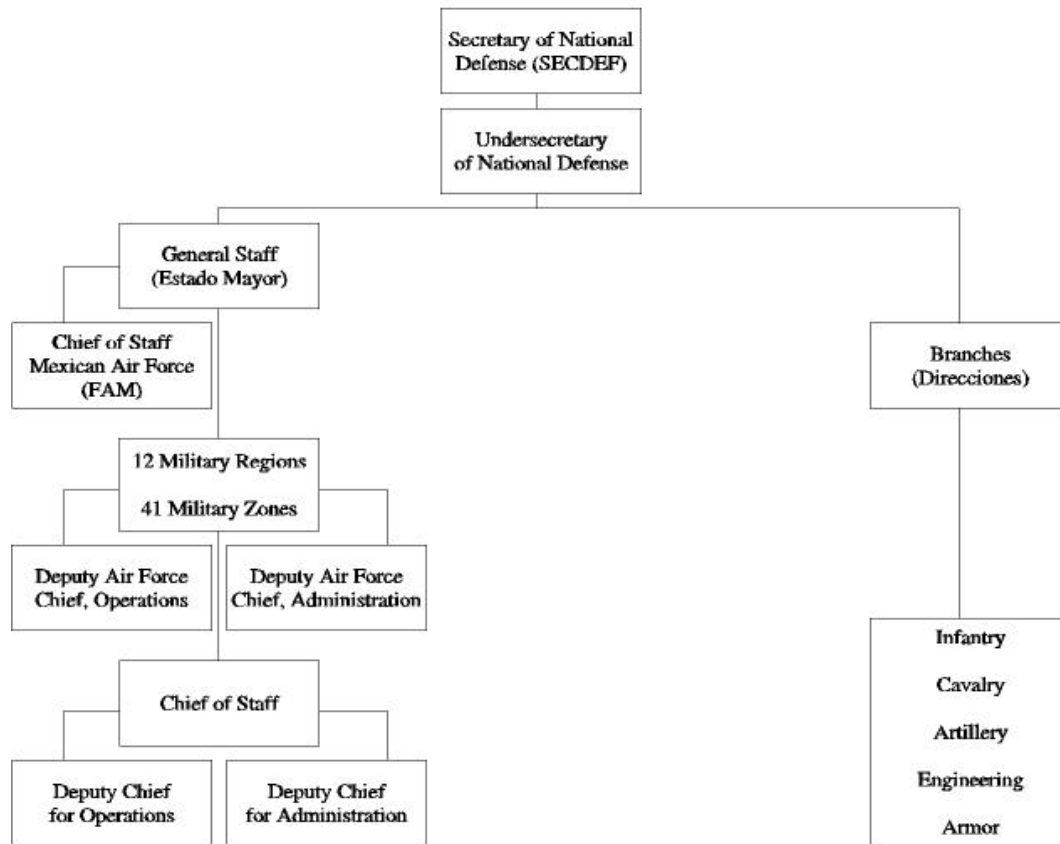 Secretary of National
Defense (SECDEF)
Undersecretary
of National Defense
General Staff
(Estado Mayor)
Chief of Staff
Mexican Air Force
(FAM)
Branches
(Direcciones)
12 Military Regions
41 Military Zones
Deputy Air Force
Chief, Operations
Deputy Air Force
Chief, Administration
Chief of Staff
Deputy Chief
for Operations
Deputy Chief
for Administration
Infantry
Cavalry
Artillery
Engineering
Armor